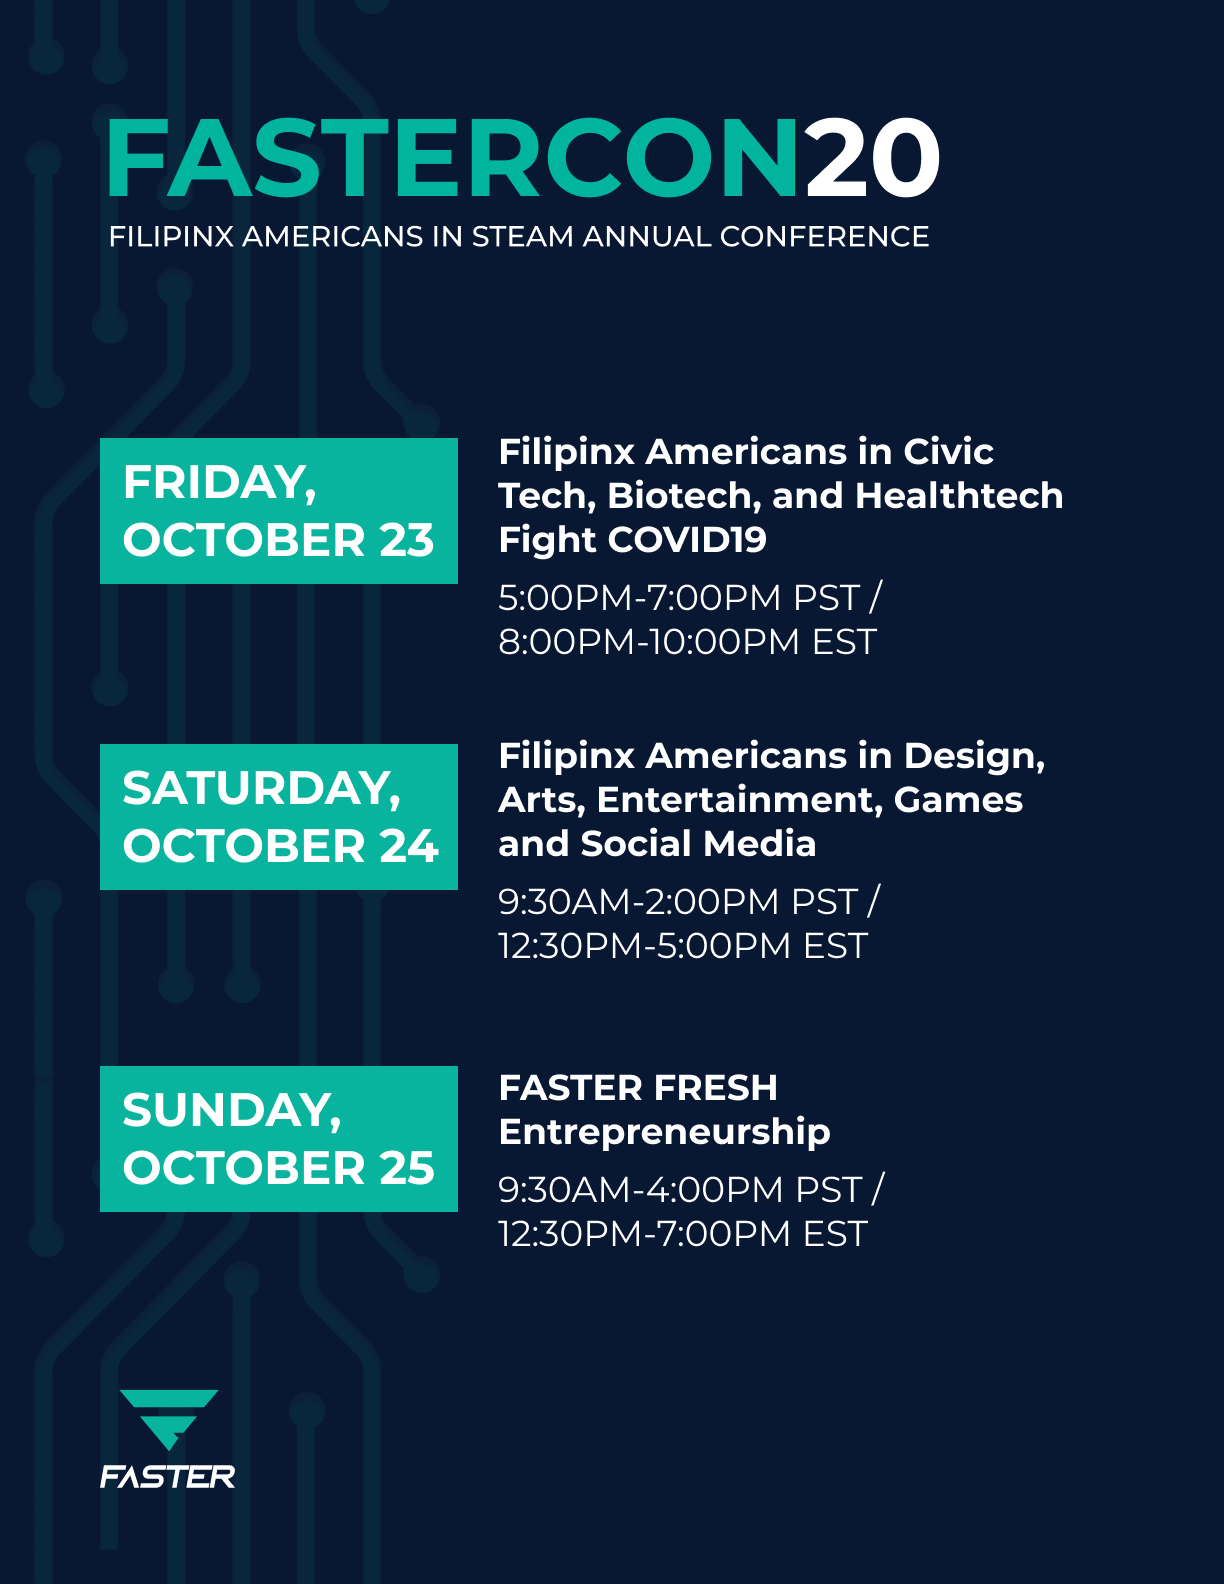 FASTERCON20
FILIPINX AMERICANS IN STEAM ANNUAL CONFERENCE
FRIDAY,
OCTOBER 23
Filipinx Americans in Civic
Tech, Biotech, and Healthtech
Fight COVID19
5:00PM-7:00PM PST /
8:00PM-10:00PM EST
SATURDAY,
OCTOBER 24
Filipinx Americans in Design,
Arts, Entertainment, Games
and Social Media
9:30AM-2:00PM PST /
12:30PM-5:00PM EST
SUNDAY,
OCTOBER 25
FASTER FRESH
Entrepreneurship
9:30AM-4:00PM PST /
12:30PM-7:00PM EST
FASTER